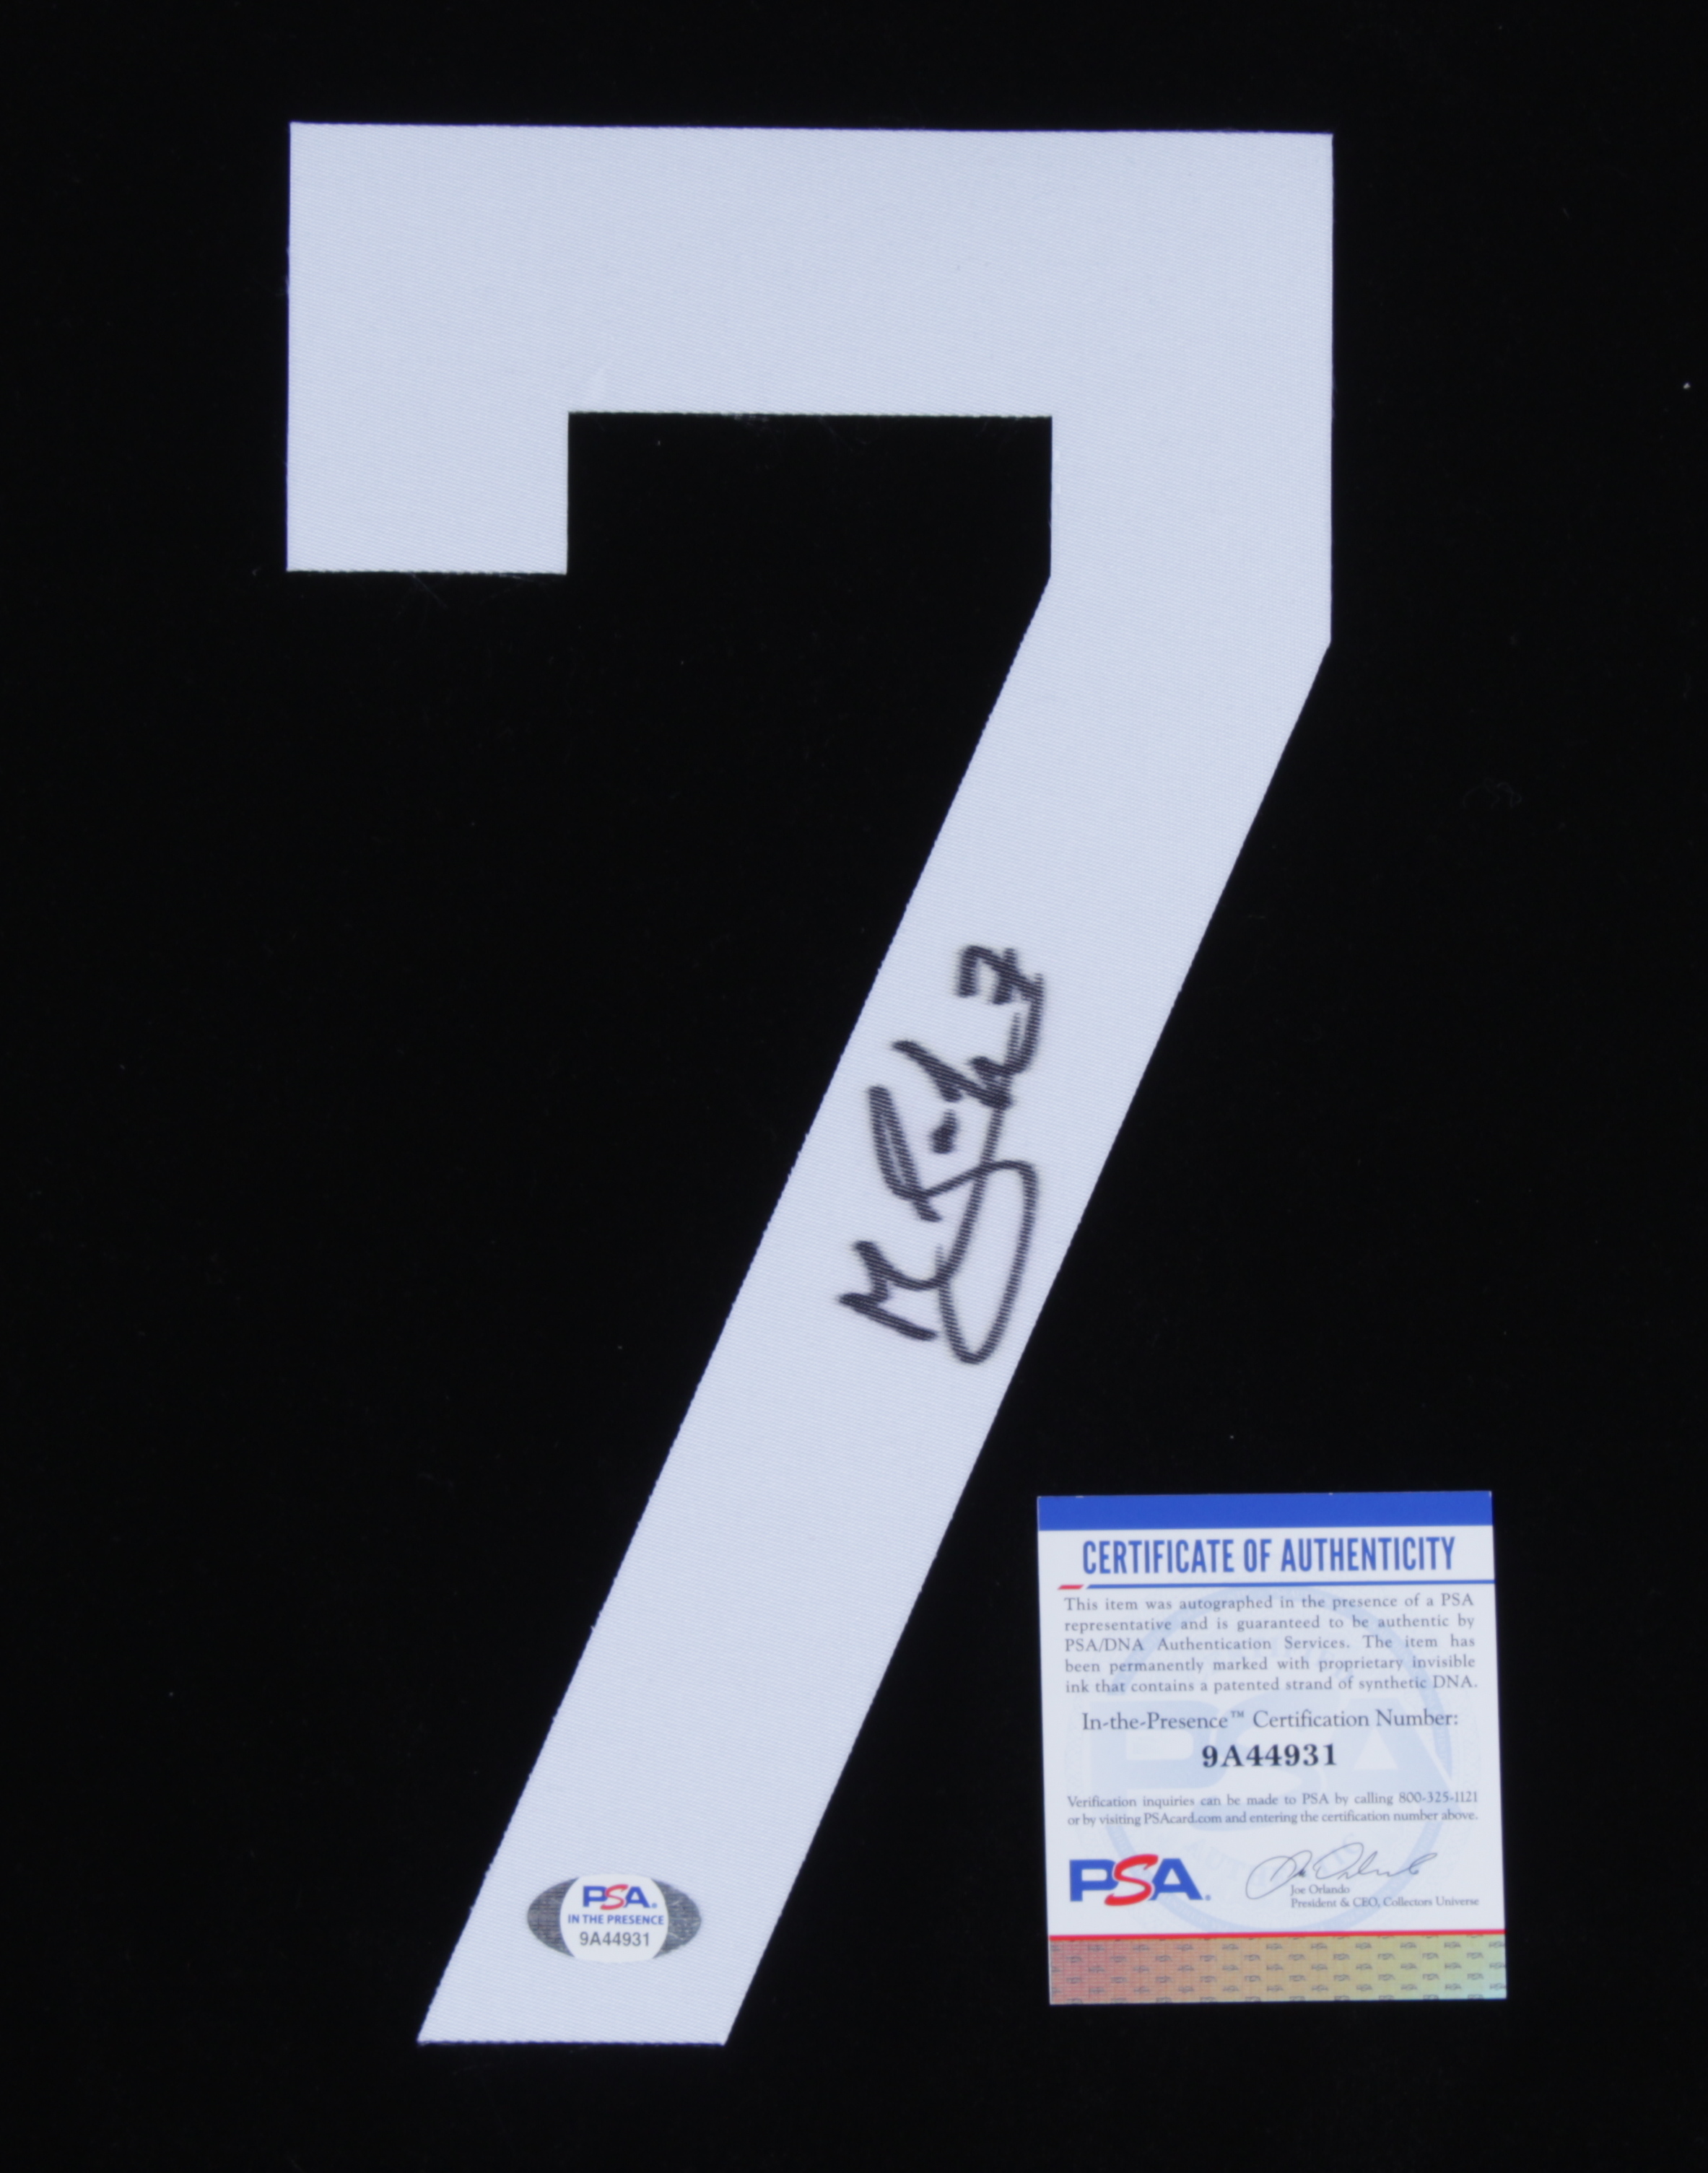 7
7
CERTIFICATE OF AUTHENTICITY
This item was autographed in the presence of a PSA
representative and is guaranteed to be authentic by
PSA/DNA Authentication Services. The item has
been permanently marked with proprietary invisible
ink that contains a patented strand of synthetic DNA.
In-the-Presence™ Certification Number:
9A44931
Verification inquiries can be made to PSA by calling 800-325-1121
or by visiting PSAcard.com and entering the certification number above.
PSA.
Joe Orlando
President & CEO, Collectors Universe
PSA.
IN THE PRESENCE
9A44931